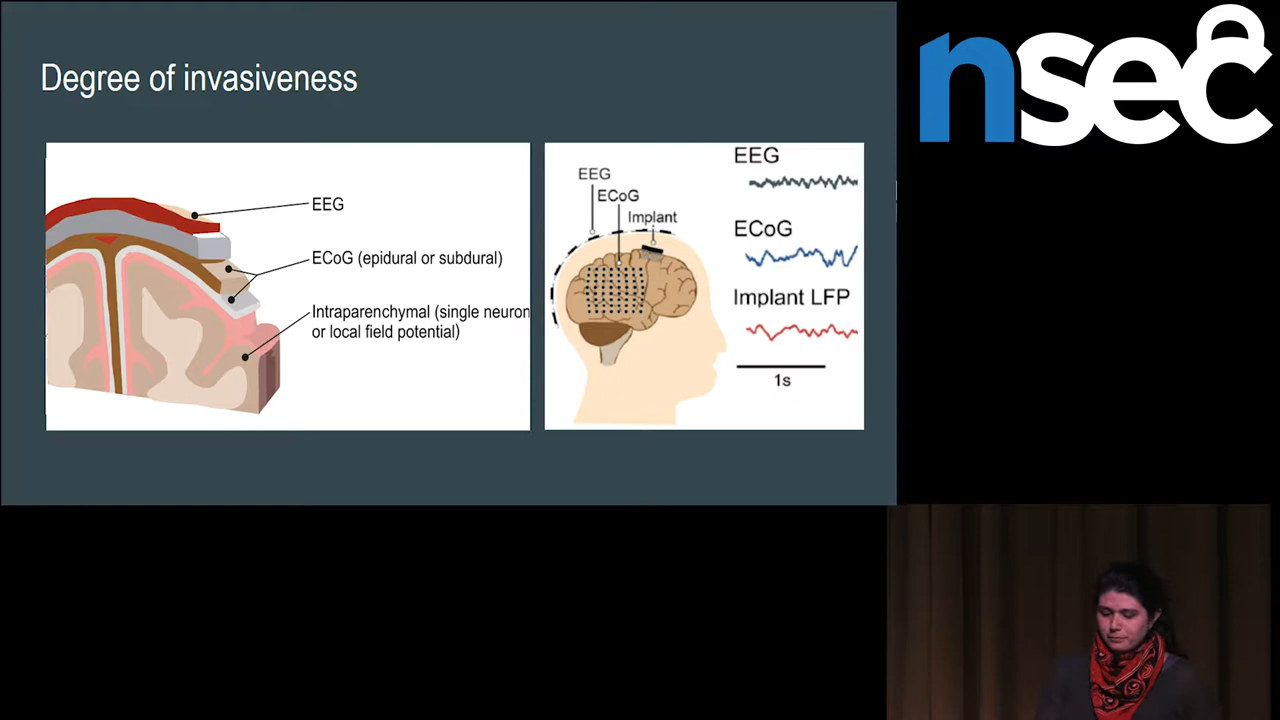 Degree of invasiveness
EEG
ECoG (epidural or subdural)
Intraparenchymal (single neuron
or local field potential)
EEG
ECoG
Implant
EEG
ECoG
Implant LFP
1s
nsec